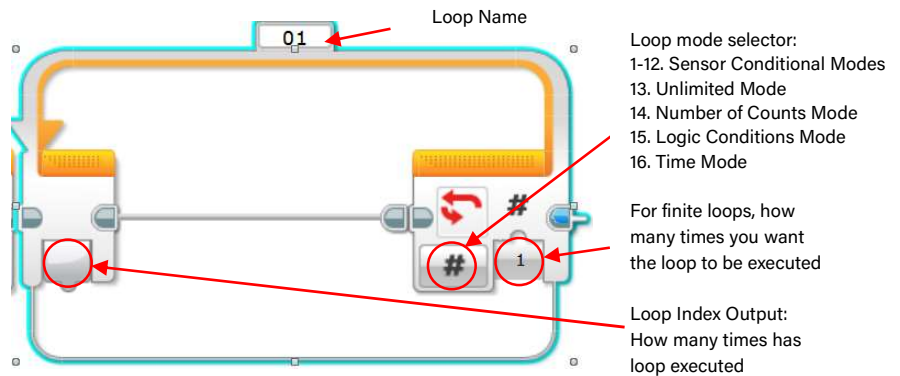 Loop Name
01
Loop mode selector:
1-12. Sensor Conditional Modes
13. Unlimited Mode
14. Number of Counts Mode
15. Logic Conditions Mode
16. Time Mode
#
#
1
For finite loops, how
many times you want
the loop to be executed
Loop Index Output:
How many times has
loop executed